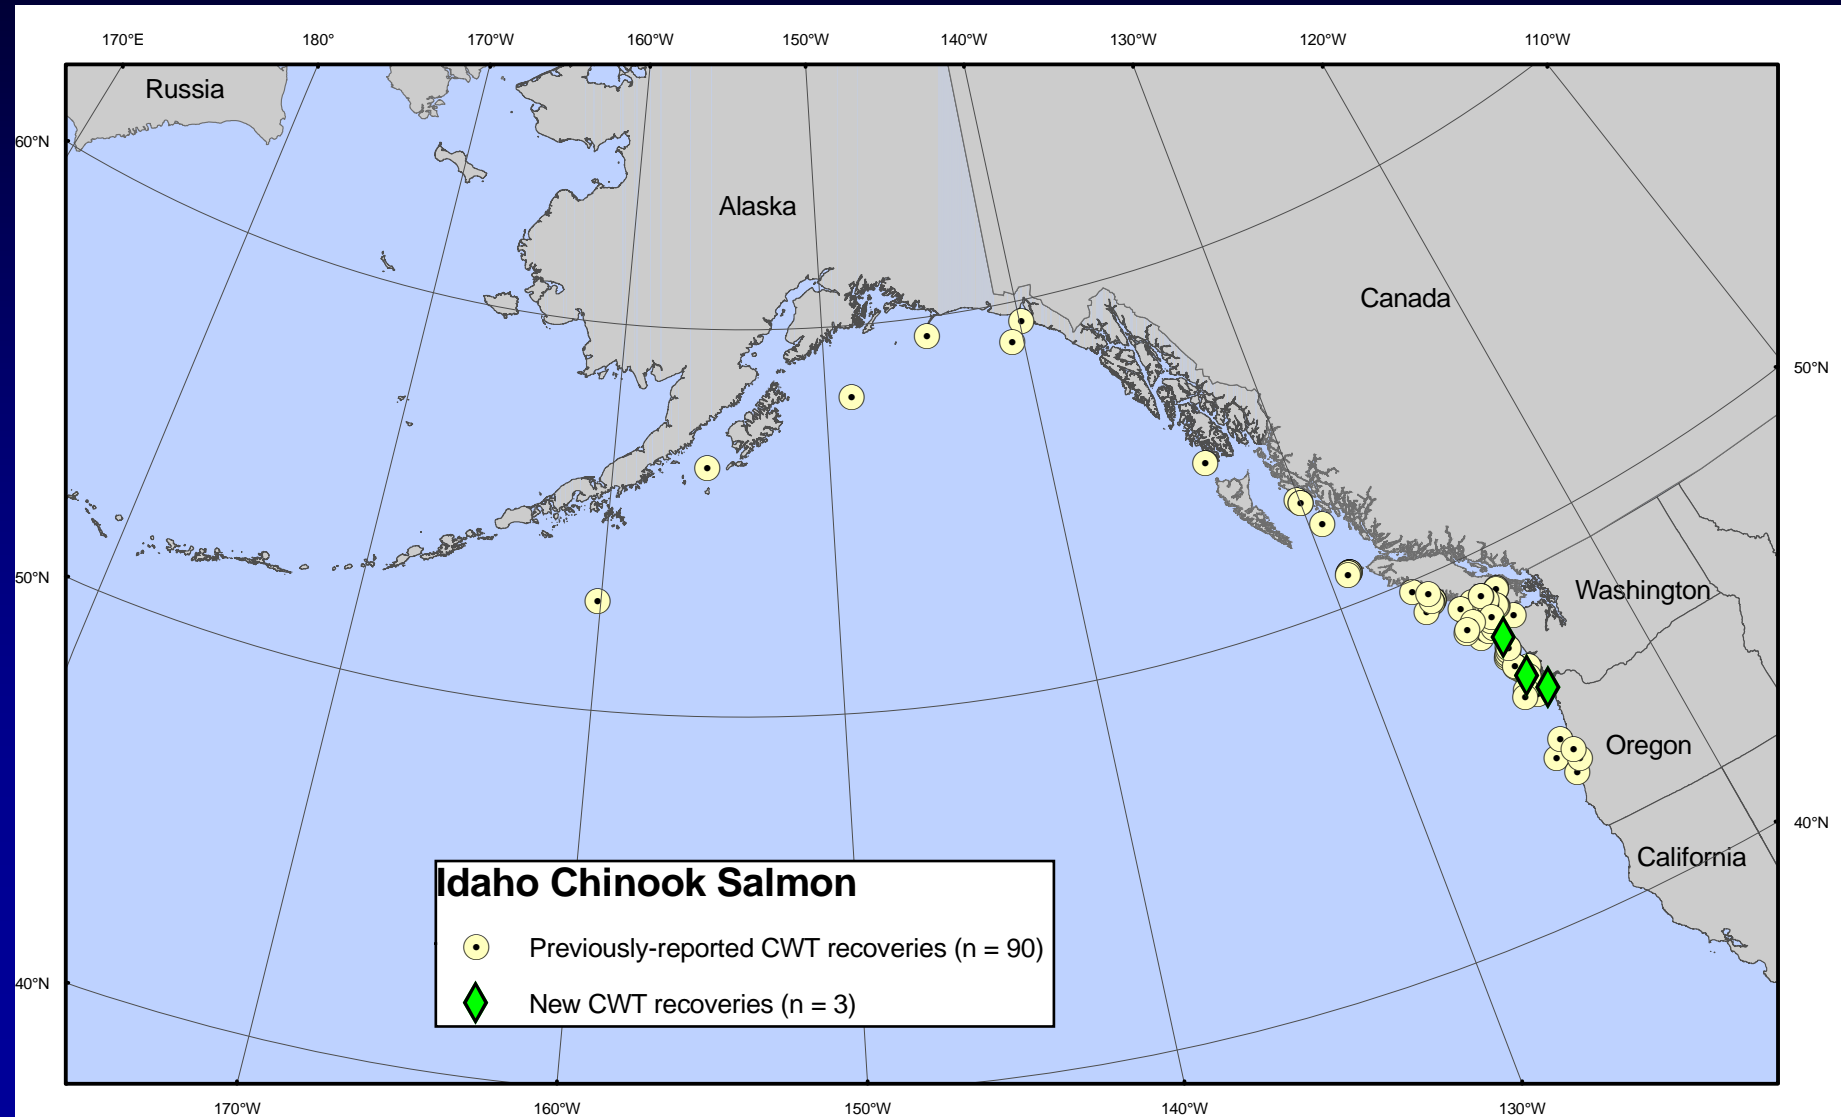 170°E 180° 170°W 160°W 150°W 140°W 130°W 120°W 110°W
Russia
60°N
Alaska
Canada
50°N
50°N
Washington
Oregon
40°N
California
Idaho Chinook Salmon
Previously-reported CWT recoveries (n = 90)
40°N
New CWT recoveries (n = 3)
170°W 160°W 150°W 140°W 130°W